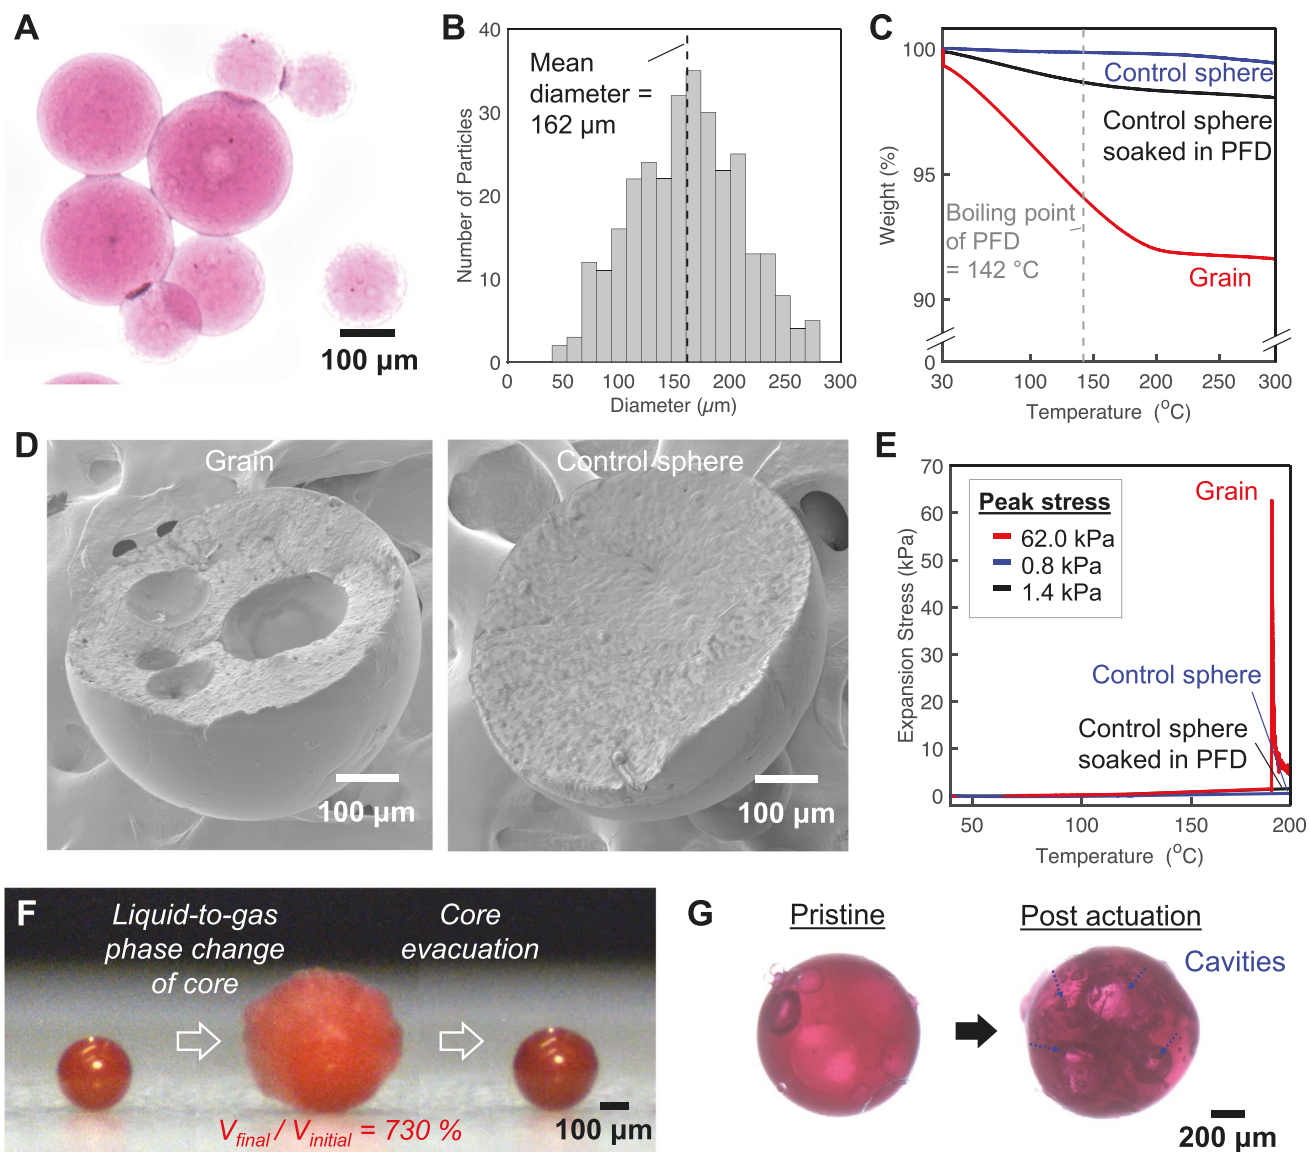 A
100 µm
B
40
30
20
10
0
Number of Particles
Mean
diameter =
162 µm
0
50
100
150
200
250
300
Diameter (µm)
C
100
95
90
0
Weight (%)
Control sphere
Control sphere
soaked in PFD
Boiling point
of PFD
= 142 °C
Grain
30
100
150
200
250
300
Temperature (°C)
D
Grain
100 µm
Control sphere
100 µm
E
70
60
50
40
30
20
10
0
Expansion Stress (kPa)
Peak stress
62.0 kPa
0.8 kPa
1.4 kPa
Grain
Control sphere
Control sphere
soaked in PFD
50
100
150
200
Temperature (°C)
F
Liquid-to-gas
phase change
of core
Core
evacuation
Vfinal / Vinitial = 730 %
100 µm
G
Pristine
Post actuation
Cavities
200 µm